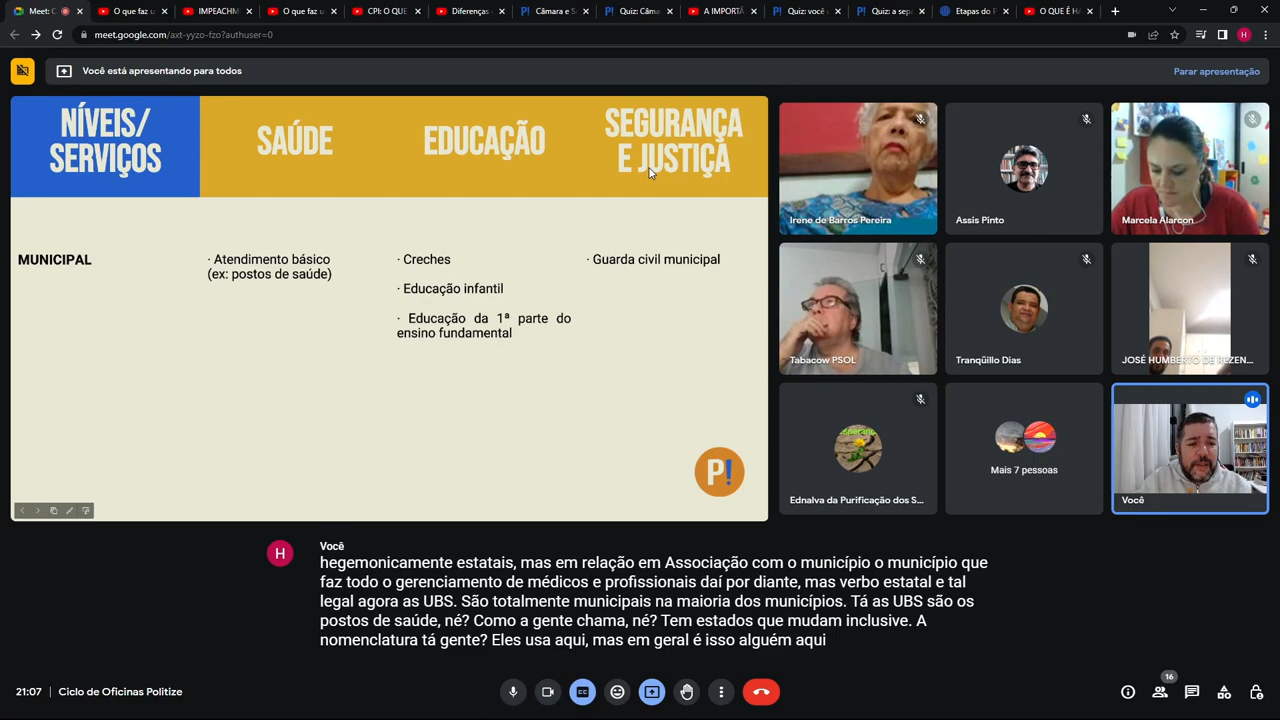 Meet: C
O que faz u
IMPEACHM
O que faz u
CPI: O QUE
Diferenças
Câmara e S
Quiz: Câm
A IMPORTÂ
Quiz: você
Quiz: a sep
Etapas do P
O QUE É H
meet.google.com/axt-yyzo-fzo?authuser=0
H
Você está apresentando para todos
Parar apresentação
NÍVEIS/
SERVIÇOS
SAÚDE
EDUCAÇÃO
SEGURANÇA
E JUSTIÇA
MUNICIPAL
· Atendimento básico
(ex: postos de saúde)
· Creches
· Educação infantil
· Educação da 1ª parte do
ensino fundamental
· Guarda civil municipal
P!
Irene de Barros Pereira
Assis Pinto
Marcela Alarcon
Tabacow PSOL
Tranqüillo Dias
JOSÉ HUMBERTO DE REZEN...
Ednalva da Purificação dos S...
Mais 7 pessoas
Você
H
Você
hegemonicamente estatais, mas em relação em Associação com o município o município que
faz todo o gerenciamento de médicos e profissionais daí por diante, mas verbo estatal e tal
legal agora as UBS. São totalmente municipais na maioria dos municípios. Tá as UBS são os
postos de saúde, né? Como a gente chama, né? Tem estados que mudam inclusive. A
nomenclatura tá gente? Eles usa aqui, mas em geral é isso alguém aqui
21:07
Ciclo de Oficinas Politize
16